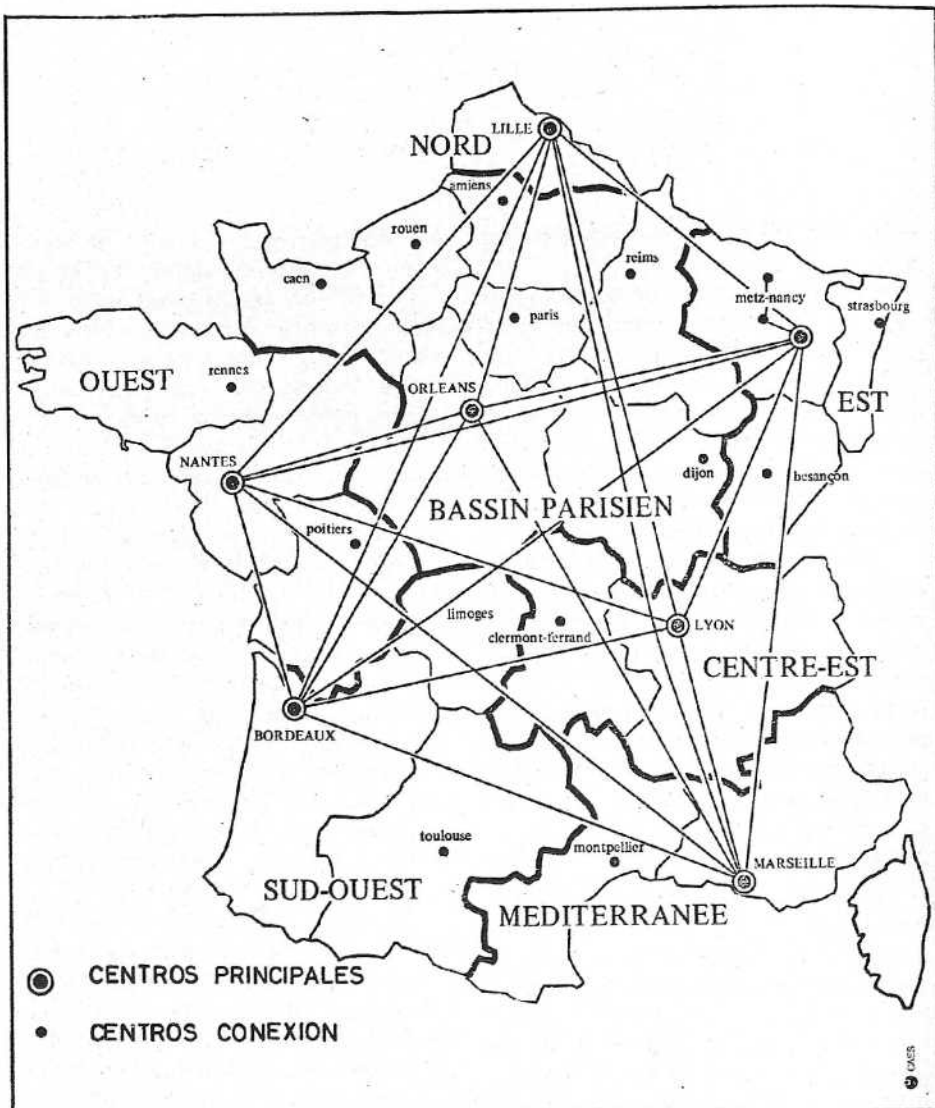 LILLE
NORD
amiens
rouen
reims
caen
metz-nancy
paris
strasbourg
OUEST
rennes
ORLEANS
EST
NANTES
dijon
besançon
BASSIN PARISIEN
poitiers
limoges
clermont-ferrand
LYON
CENTRE-EST
BORDEAUX
toulouse
montpellier
MARSEILLE
SUD-OUEST
MEDITERRANEE
CENTROS PRINCIPALES
CENTROS CONEXION
CAES